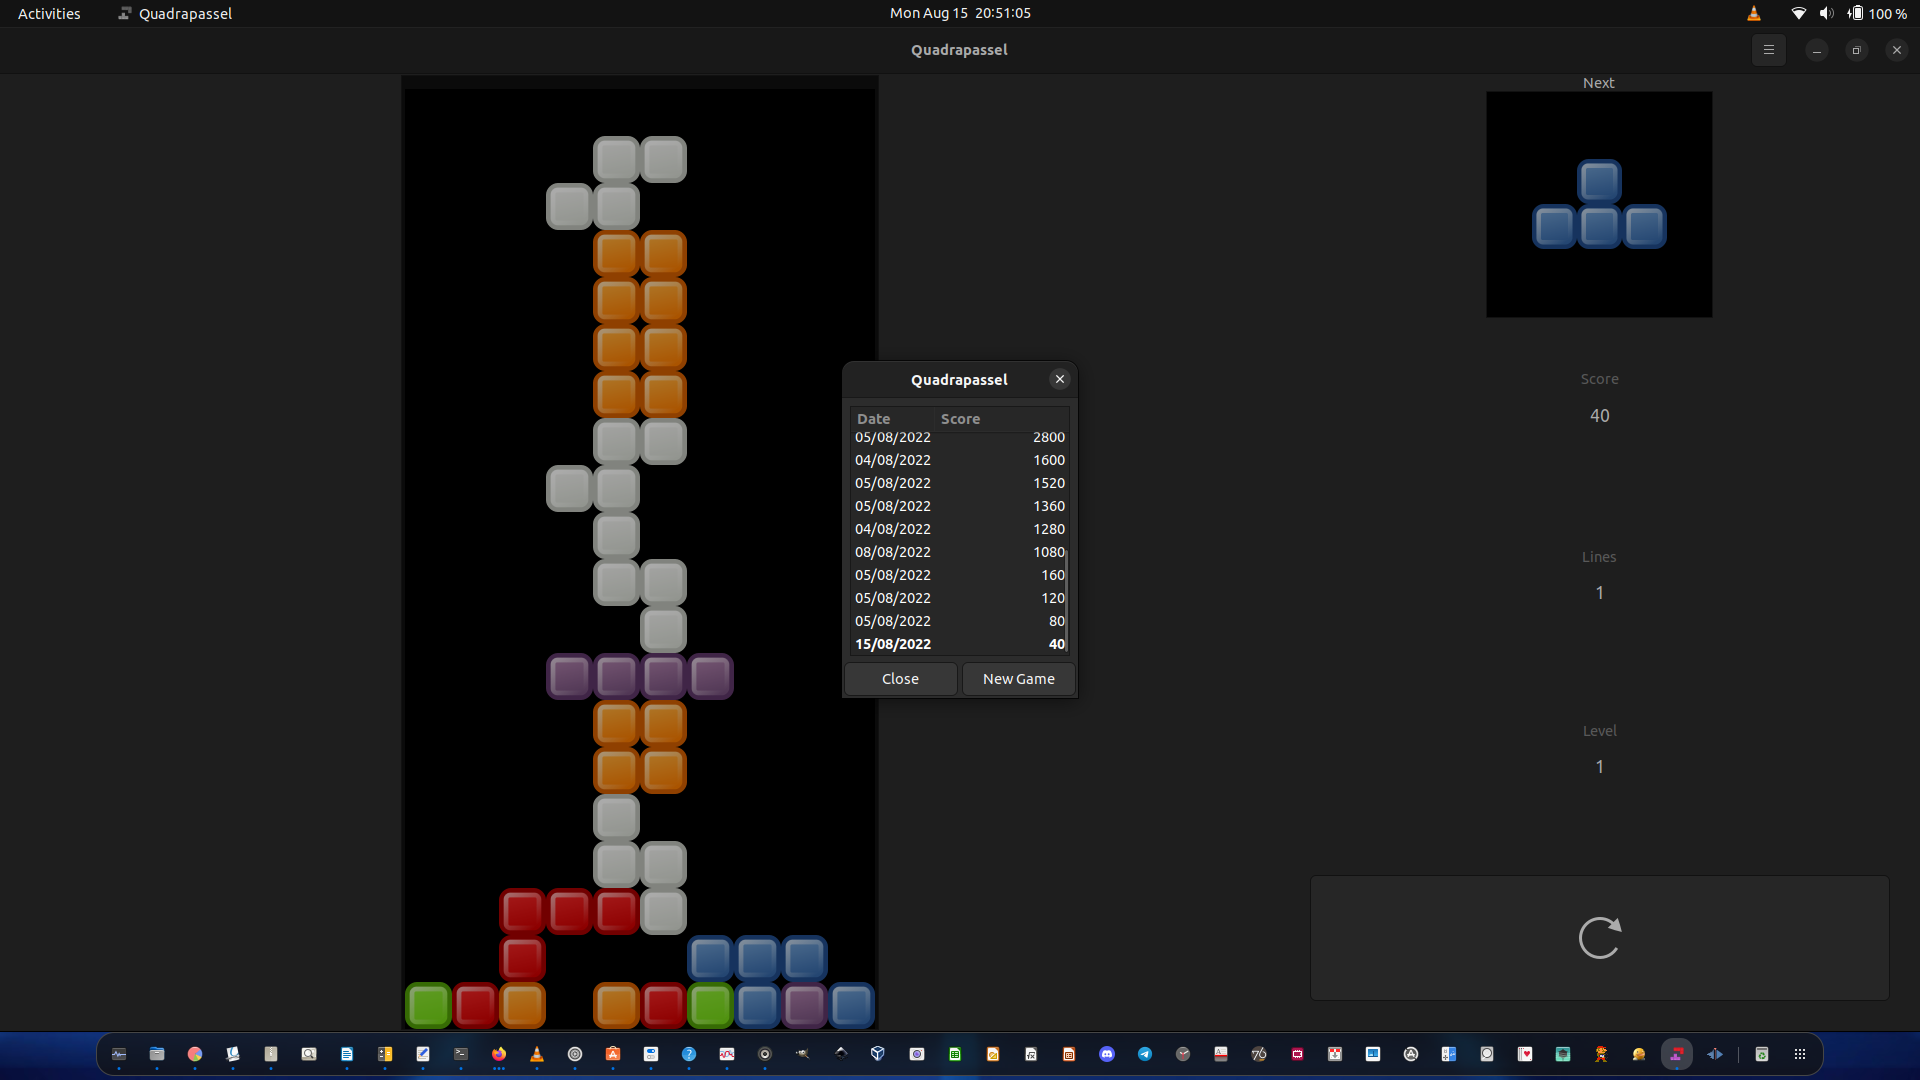 Activities
Quadrapassel
Mon Aug 15 20:51:05
100 %
Quadrapassel
Next
Score
40
Lines
1
Level
1
Quadrapassel
Date Score
05/08/2022 2800
04/08/2022 1600
05/08/2022 1520
05/08/2022 1360
04/08/2022 1280
08/08/2022 1080
05/08/2022 160
05/08/2022 120
05/08/2022 80
15/08/2022 40
Close
New Game